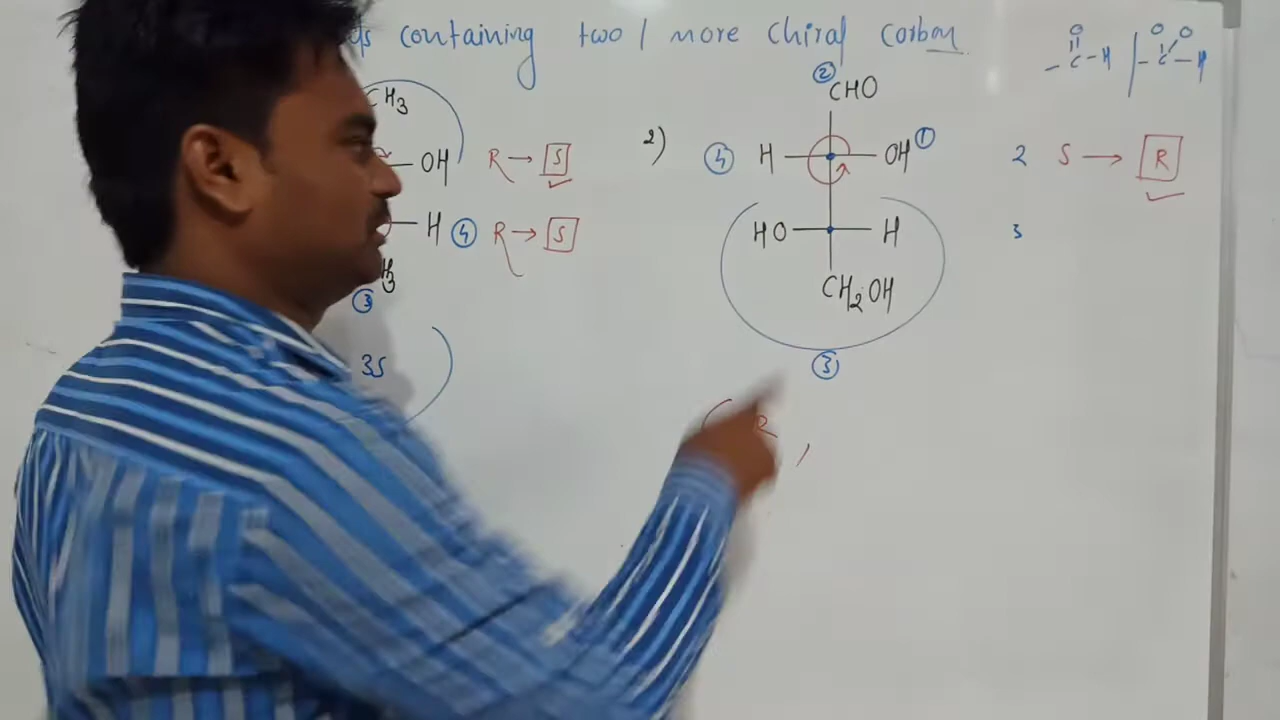 containing two / more Chiral Corbon
O
|| 
- C - H
O O
- C - H
CH3
OH R → S
H ④ R → S
③
3S
2)
② CHO
④ H OH ①
HO H
CH2OH
③
2 S → R
3
( R ,